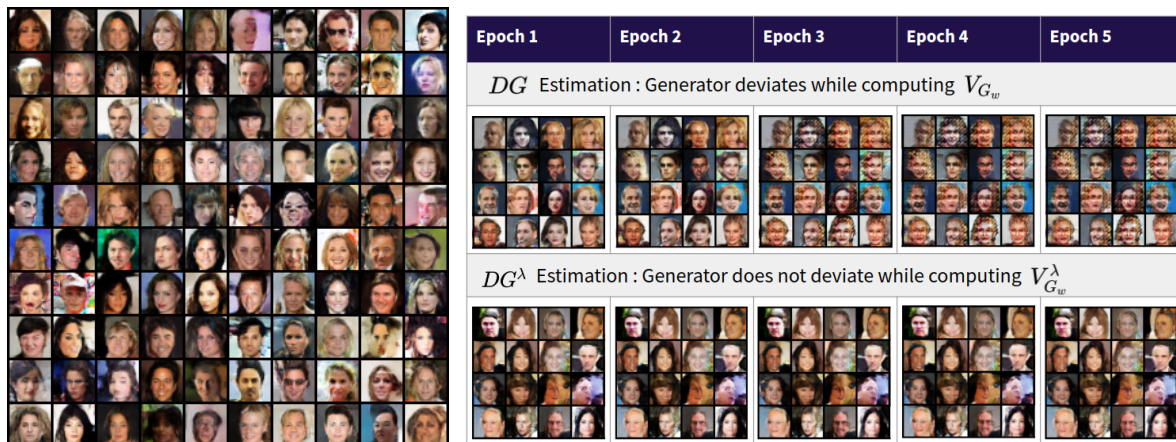 Epoch 1 Epoch 2 Epoch 3 Epoch 4 Epoch 5
DG Estimation : Generator deviates while computing V_{G_w}
DG^λ Estimation : Generator does not deviate while computing V^λ_{G_w}